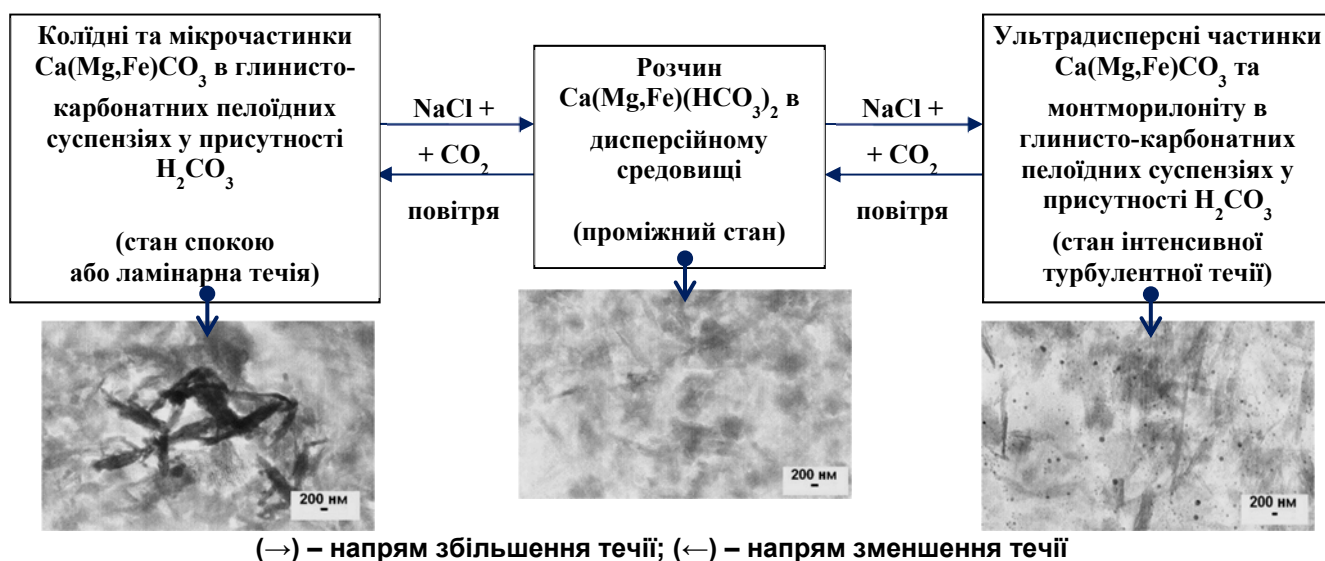 Колїдні та мікрочастинки
Ca(Mg,Fe)CO₃ в глинисто-
карбонатних пелоїдних
суспензіях у присутності
H₂CO₃
(стан спокою
або ламінарна течія)
NaCl +
+ CO₂
повітря
Розчин
Ca(Mg,Fe)(HCO₃)₂ в
дисперсійному
средовищі
(проміжний стан)
NaCl +
+ CO₂
повітря
Ультрадисперсні частинки
Ca(Mg,Fe)CO₃ та
монтморилоніту в
глинисто-карбонатних
пелоїдних суспензіях у
присутності H₂CO₃
(стан інтенсивної
турбулентної течії)
200 нм
200 нм
200 нм
(→) – напрям збільшення течії; (←) – напрям зменшення течії